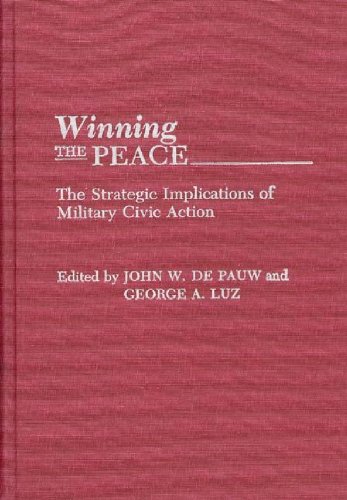 Winning
THE PEACE
The Strategic Implications of
Military Civic Action
Edited by JOHN W. DE PAUW and
GEORGE A. LUZ